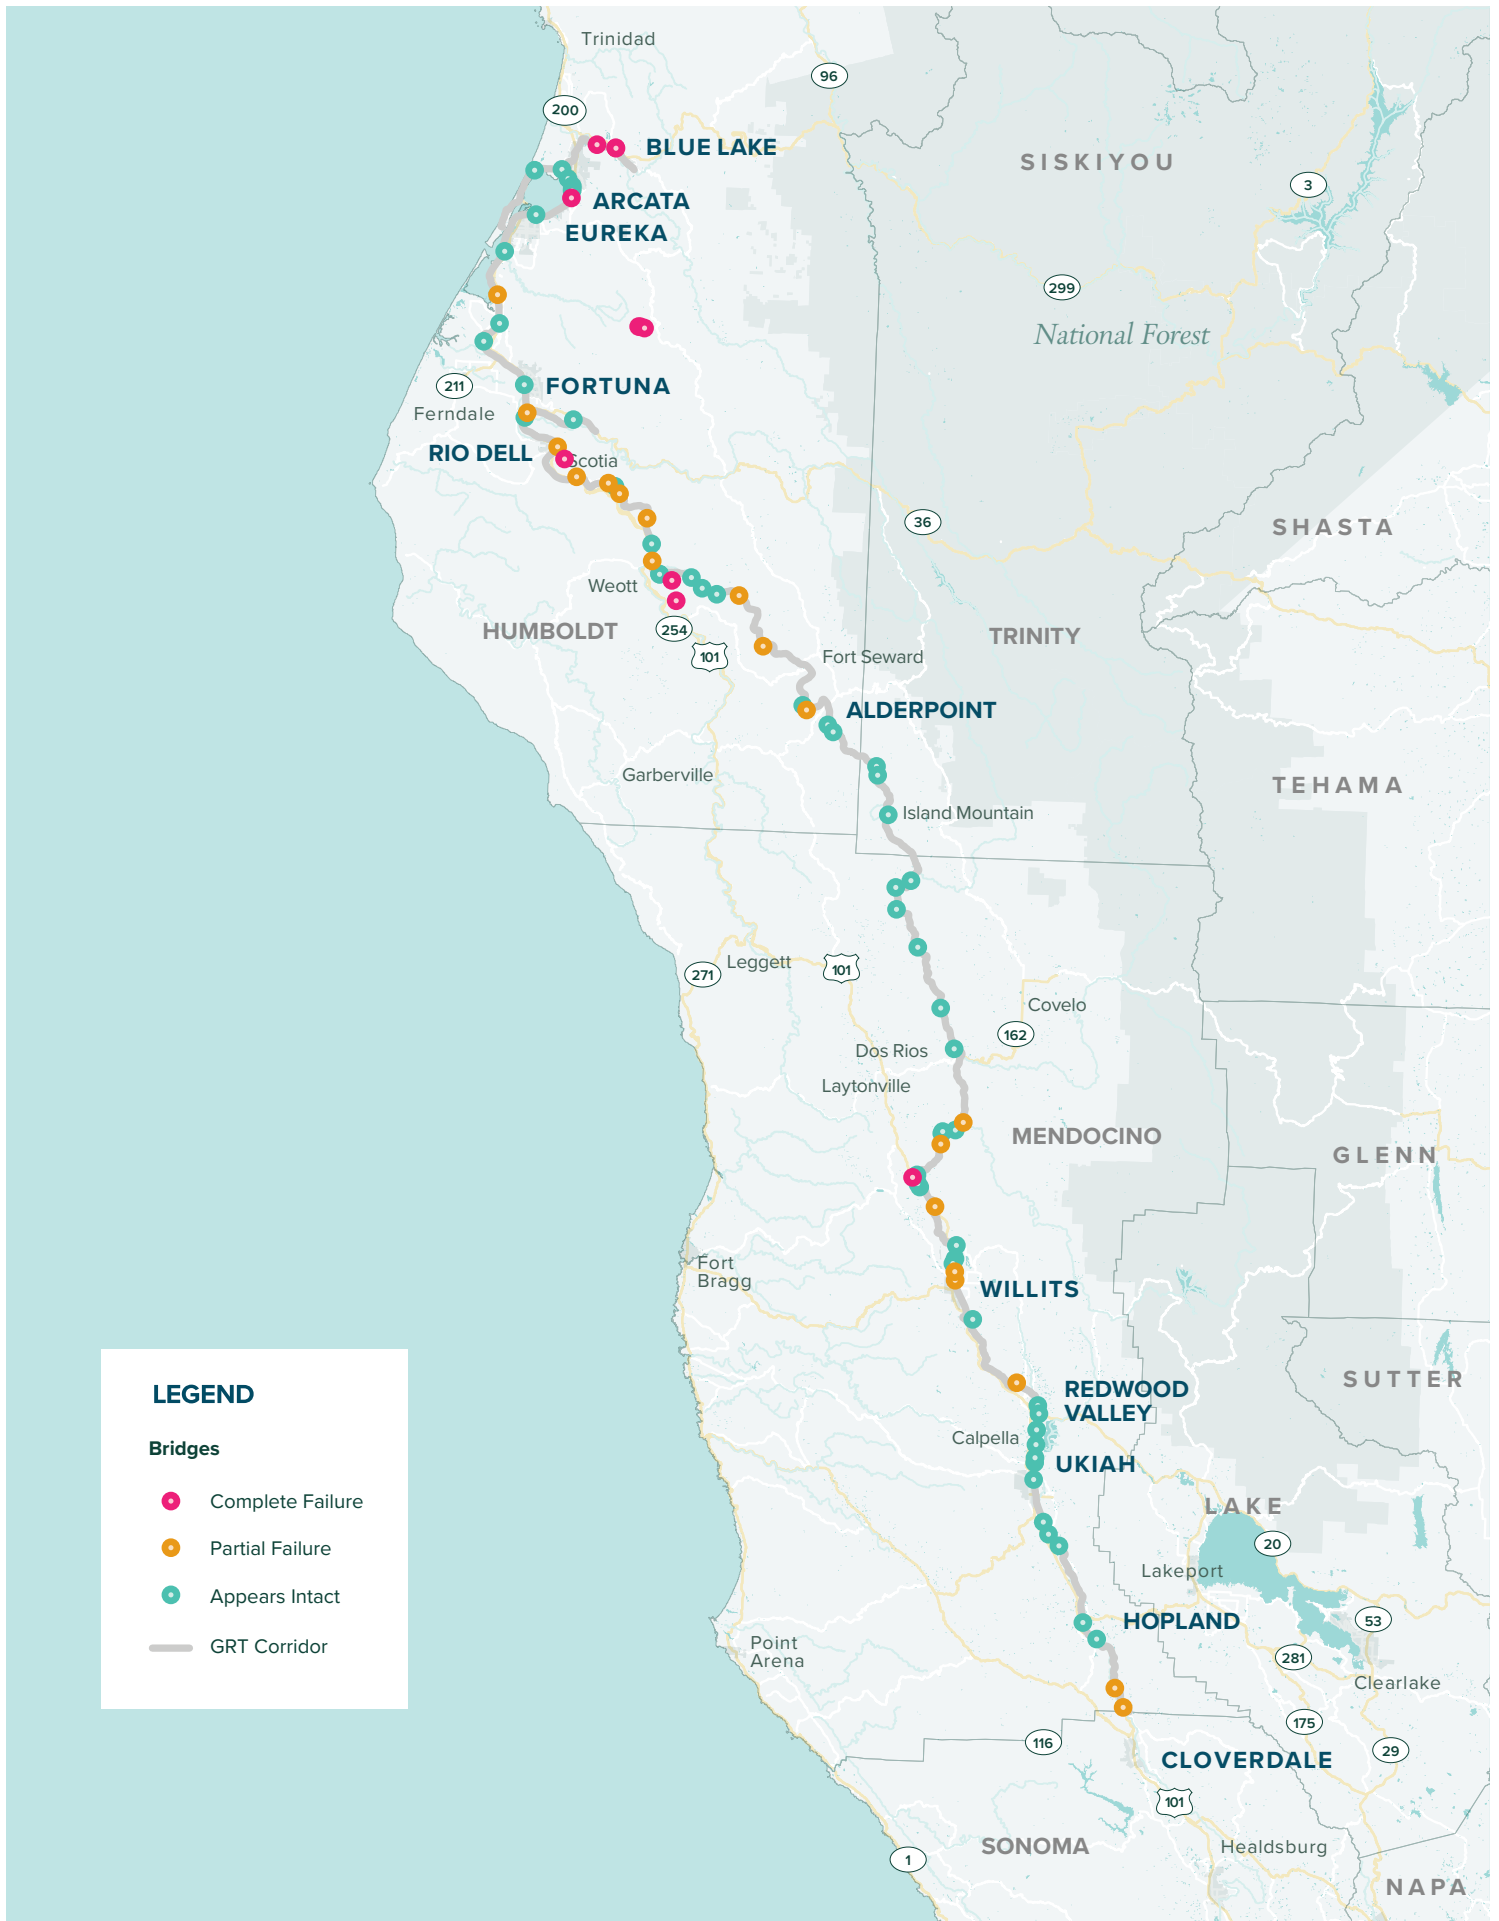 Trinidad
96
200
BLUE LAKE
SISKIYOU
3
ARCATA
EUREKA
299
National Forest
211
FORTUNA
Ferndale
RIO DELL
Scotia
36
SHASTA
Weott
HUMBOLDT
254
TRINITY
101
Fort Seward
ALDERPOINT
Garberville
TEHAMA
Island Mountain
271
Leggett
101
Covelo
162
Dos Rios
Laytonville
MENDOCINO
GLENN
Fort
Bragg
WILLITS
SUTTER
REDWOOD
VALLEY
Calpella
UKIAH
LAKE
20
Lakeport
HOPLAND
53
Point
Arena
281
Clearlake
175
116
29
CLOVERDALE
101
SONOMA
Healdsburg
1
NAPA
LEGEND
Bridges
Complete Failure
Partial Failure
Appears Intact
GRT Corridor